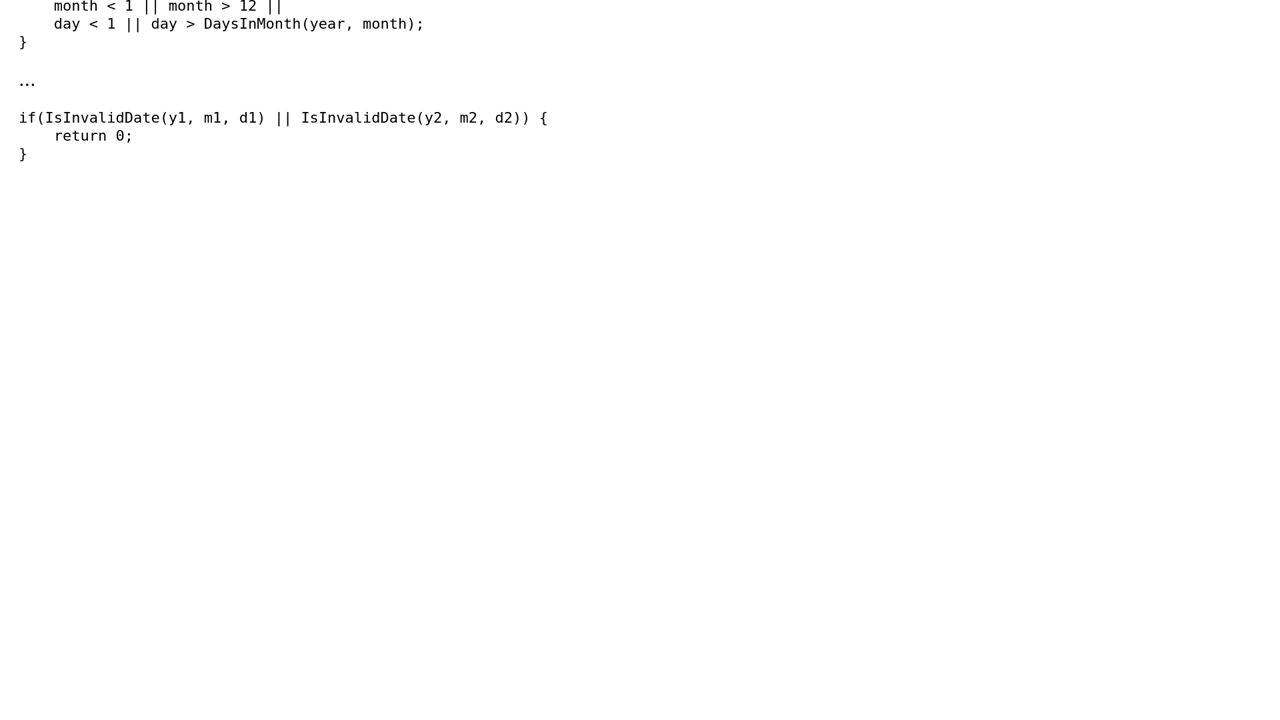 month < 1 || month > 12 ||
day < 1 || day > DaysInMonth(year, month);
}
...
if(IsInvalidDate(y1, m1, d1) || IsInvalidDate(y2, m2, d2)) {
return 0;
}